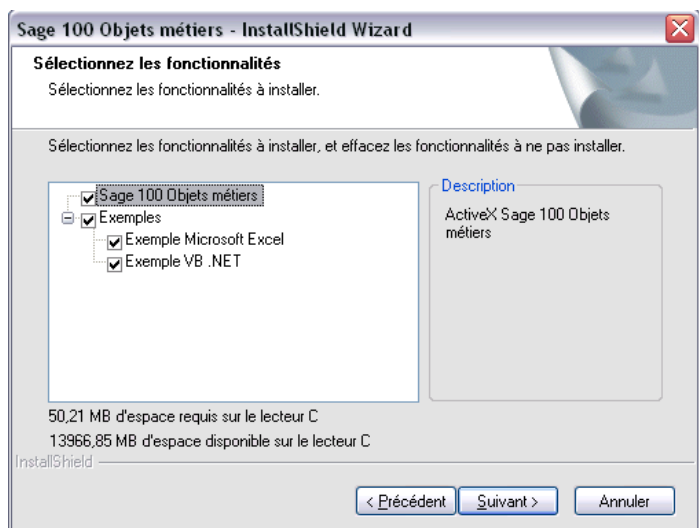 Sage 100 Objets métiers - InstallShield Wizard
Sélectionnez les fonctionnalités
Sélectionnez les fonctionnalités à installer.
Sélectionnez les fonctionnalités à installer, et effacez les fonctionnalités à ne pas installer.
Sage 100 Objets métiers
Exemples
Exemple Microsoft Excel
Exemple VB .NET
Description
ActiveX Sage 100 Objets
métiers
50,21 MB d'espace requis sur le lecteur C
13966,85 MB d'espace disponible sur le lecteur C
InstallShield
< Précédent
Suivant >
Annuler